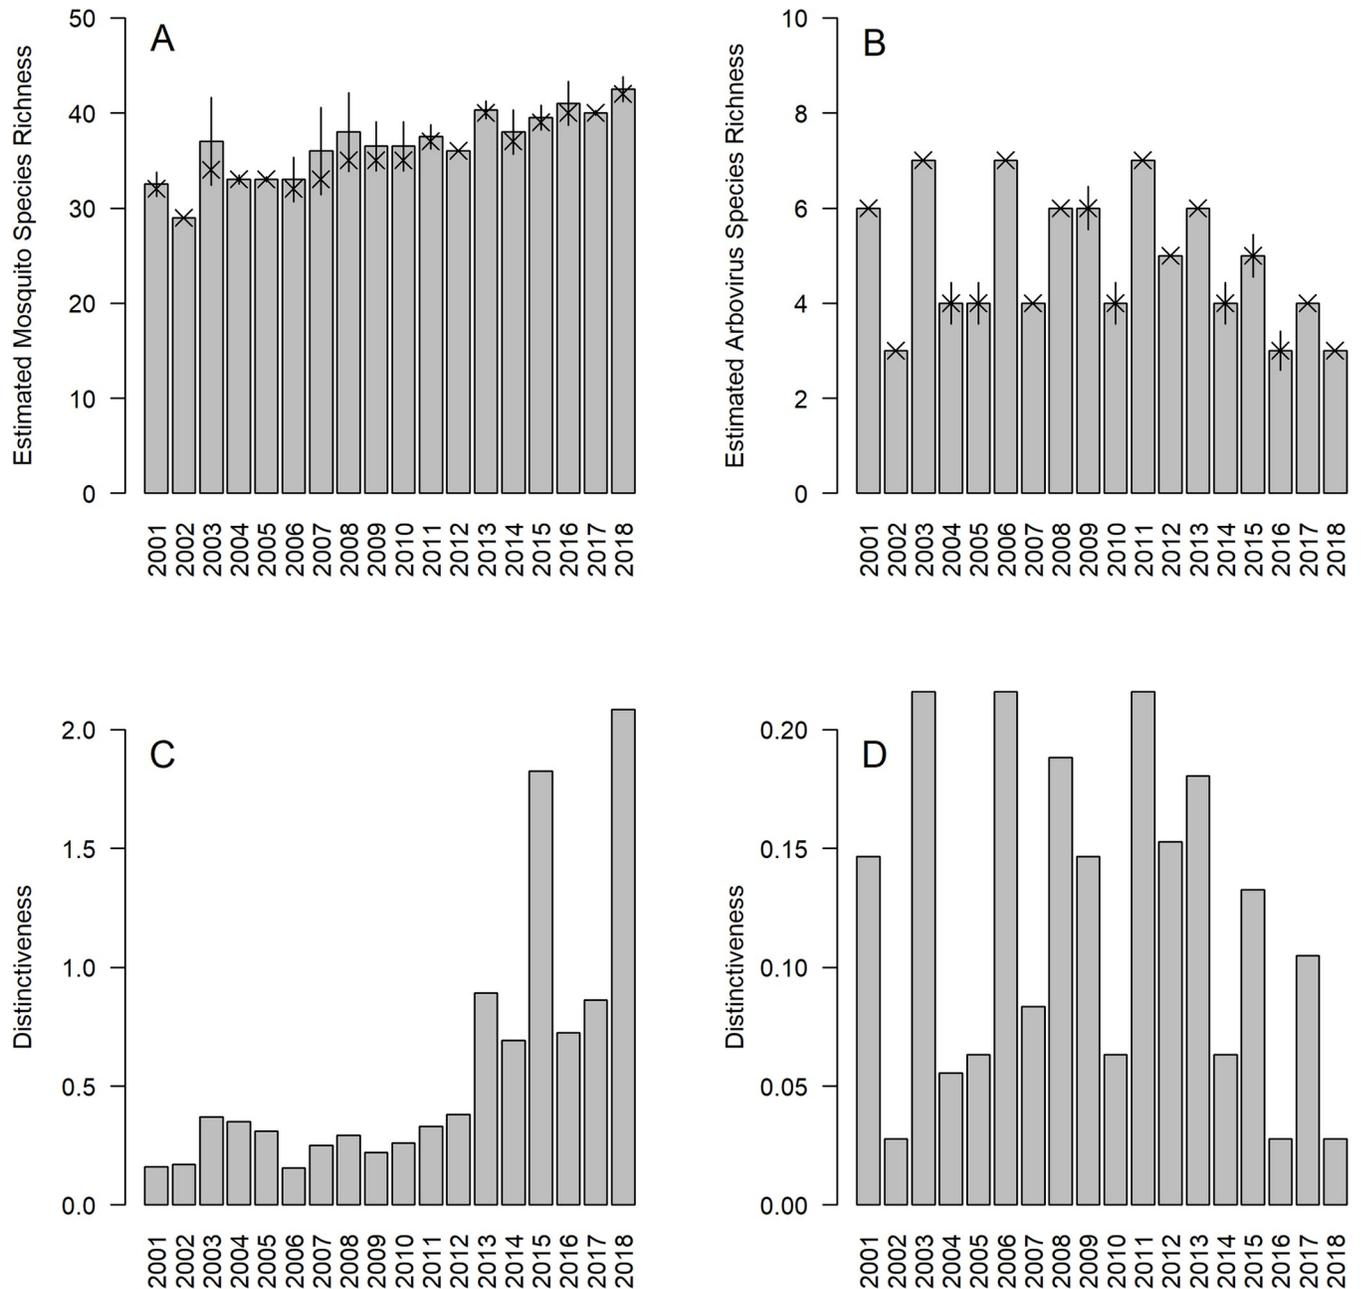 A
Estimated Mosquito Species Richness
50
40
30
20
10
0
2001 2002 2003 2004 2005 2006 2007 2008 2009 2010 2011 2012 2013 2014 2015 2016 2017 2018
B
Estimated Arbovirus Species Richness
10
8
6
4
2
0
2001 2002 2003 2004 2005 2006 2007 2008 2009 2010 2011 2012 2013 2014 2015 2016 2017 2018
C
Distinctiveness
2.0
1.5
1.0
0.5
0.0
2001 2002 2003 2004 2005 2006 2007 2008 2009 2010 2011 2012 2013 2014 2015 2016 2017 2018
D
Distinctiveness
0.20
0.15
0.10
0.05
0.00
2001 2002 2003 2004 2005 2006 2007 2008 2009 2010 2011 2012 2013 2014 2015 2016 2017 2018